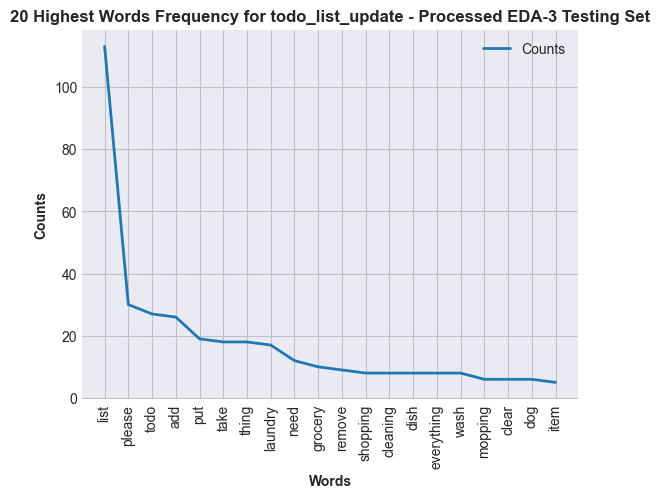 20 Highest Words Frequency for todo_list_update - Processed EDA-3 Testing Set
Counts
Counts
100
80
60
40
20
0
list
please
todo
add
put
take
thing
laundry
need
grocery
remove
shopping
cleaning
dish
everything
wash
mopping
clear
dog
item
Words